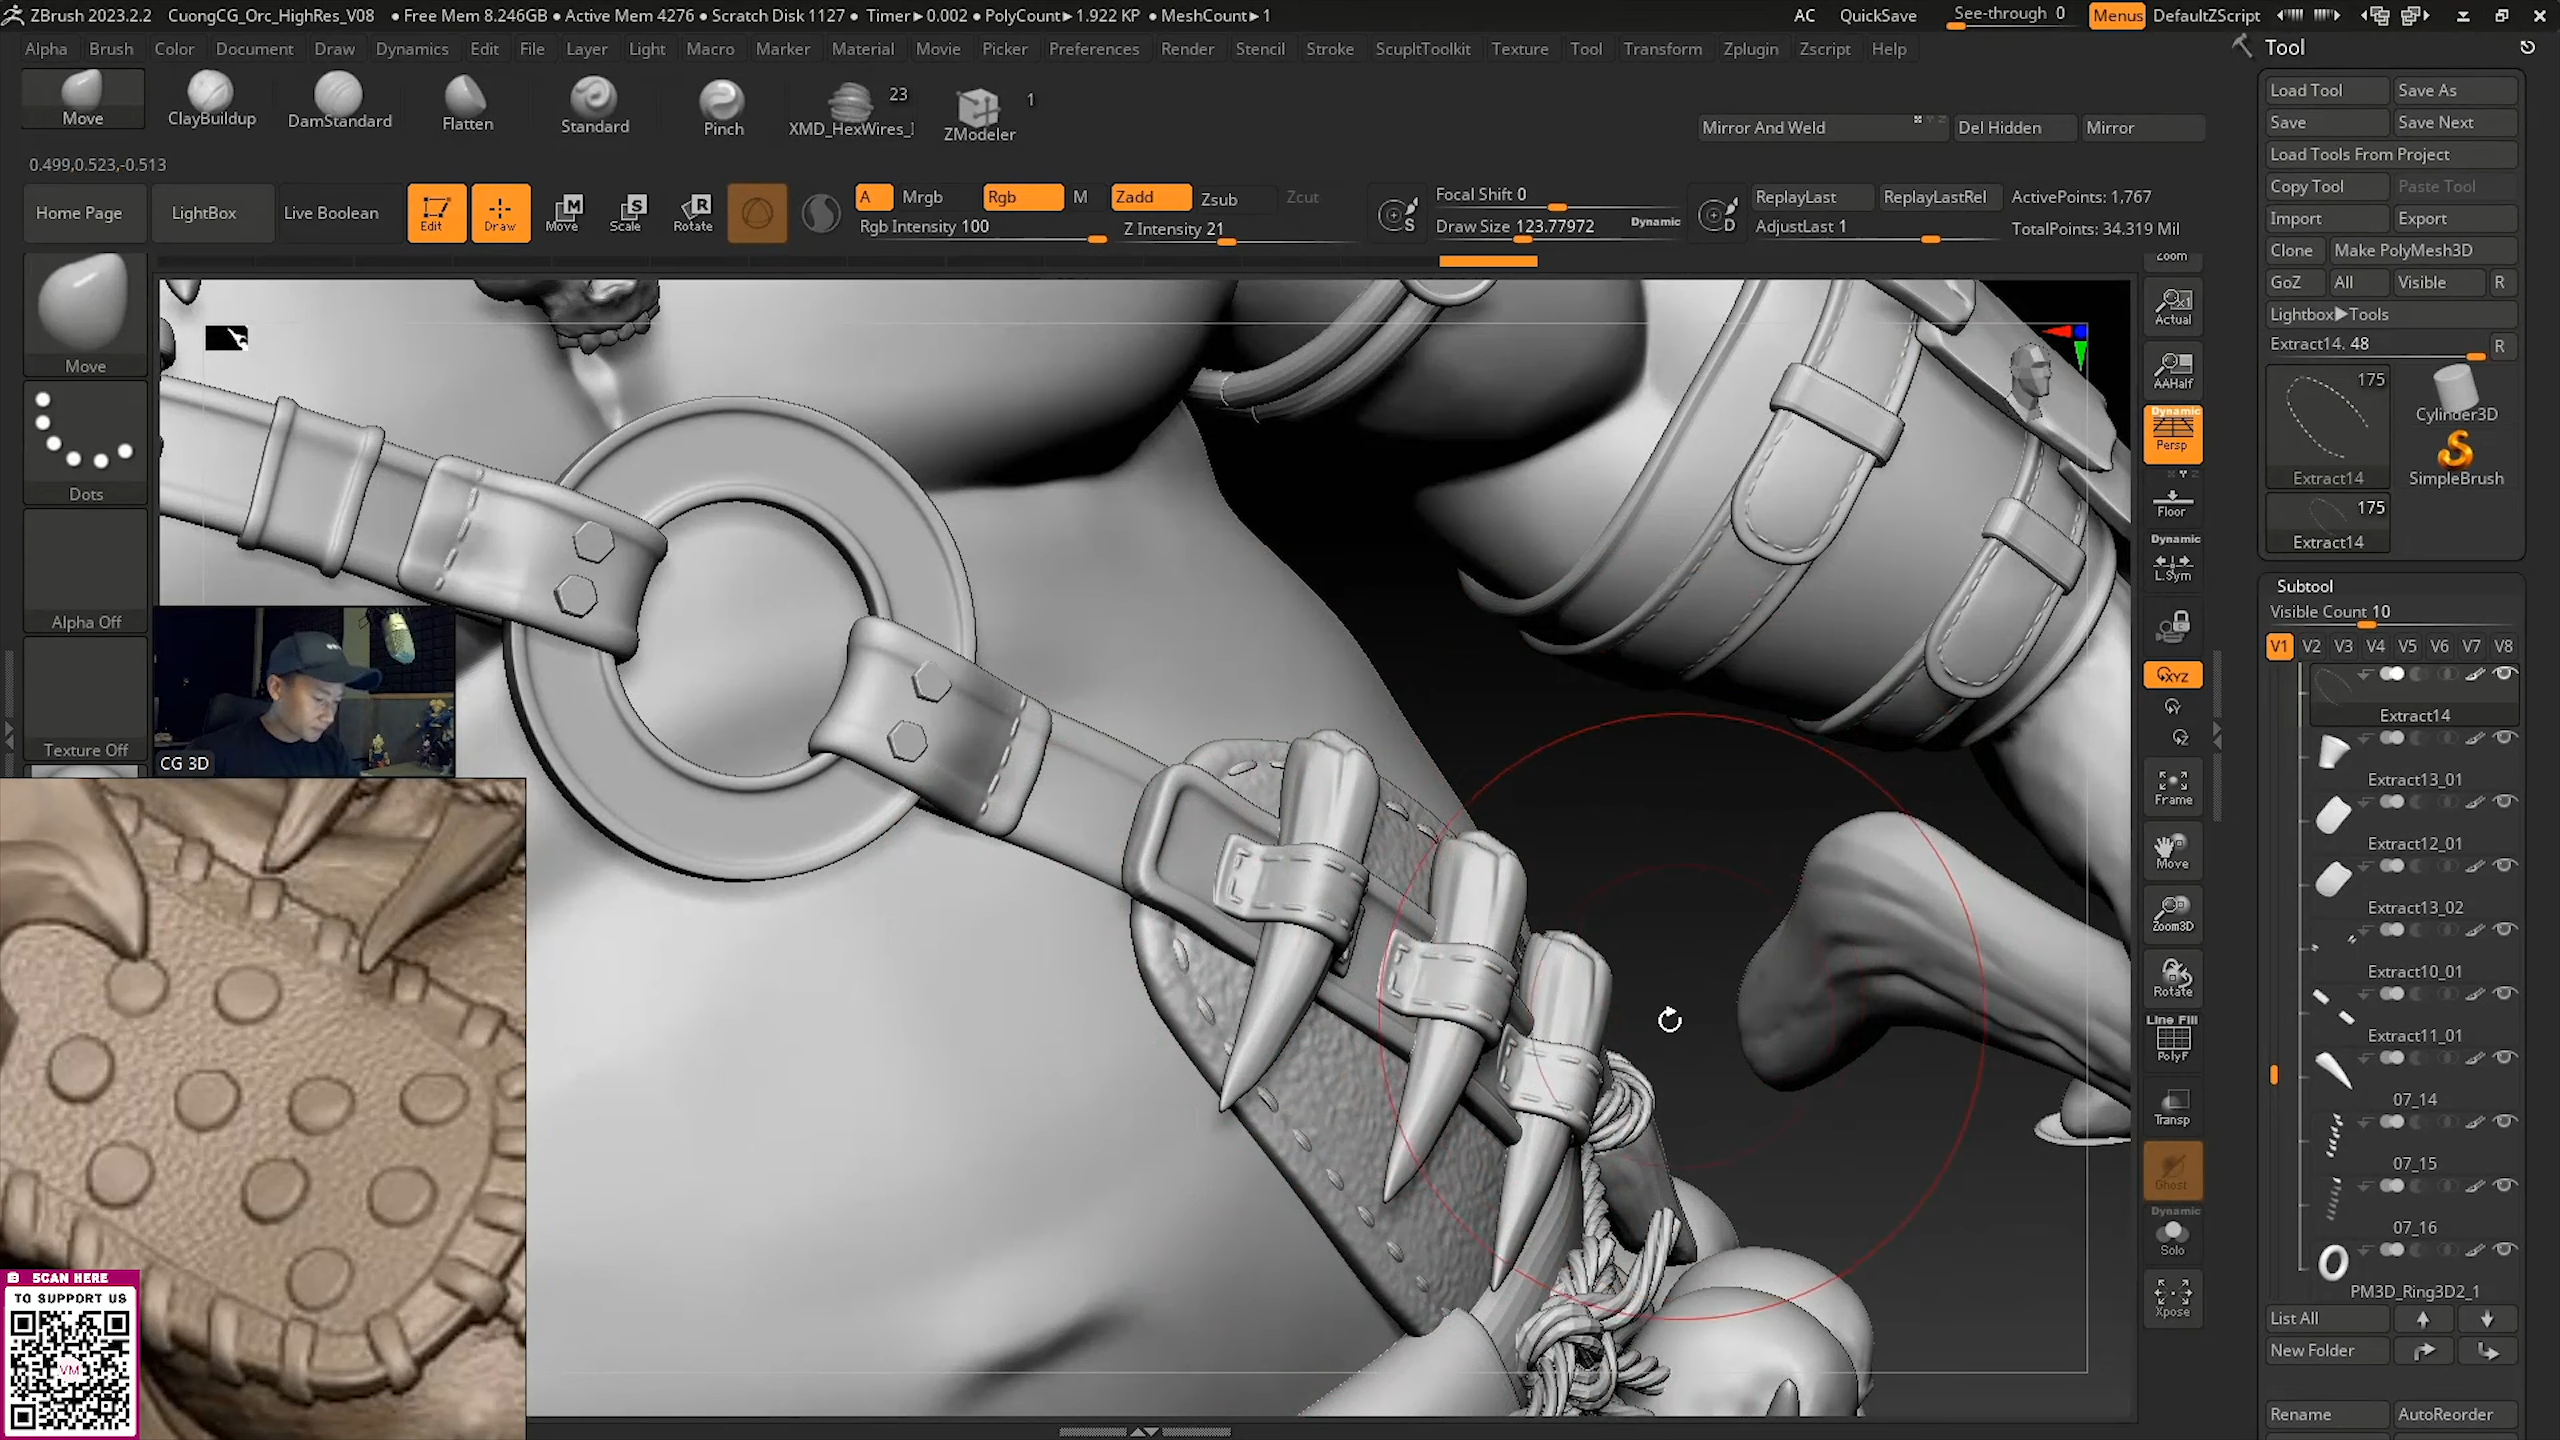 ZBrush 2023.2.2 CuongCG_Orc_HighRes_V08 • Free Mem 8.246GB • Active Mem 4276 • Scratch Disk 1127 • Timer▶0.002 • PolyCount▶1.922 KP • MeshCount▶1 AC QuickSave See-through 0 Menus DefaultZScript
Alpha Brush Color Document Draw Dynamics Edit File Layer Light Macro Marker Material Movie Picker Preferences Render Stencil Stroke ScupltToolkit Texture Tool Transform Zplugin Zscript Help
Move ClayBuildup DamStandard Flatten Standard Pinch XMD_HexWires_I 23 ZModeler 1
Mirror And Weld Del Hidden Mirror
0.499,0.523,-0.513
Home Page LightBox Live Boolean Edit Draw Move Scale Rotate
M S R
A Mrgb Rgb M Zadd Zsub Zcut
Rgb Intensity 100 Z Intensity 21
S Focal Shift 0
Draw Size 123.77972 Dynamic
D ReplayLast ReplayLastRel
AdjustLast 1
ActivePoints: 1,767
TotalPoints: 34.319 Mil
Move
Dots
Alpha Off
Texture Off
CG 3D
SCAN HERE
TO SUPPORT US
VM
Zoom
Actual
AAHalf
Dynamic
Persp
Floor
Dynamic
L.Sym
XYZ
Y
Z
Frame
Move
Zoom3D
Rotate
Line Fill
PolyF
Transp
Ghost
Dynamic
Solo
Xpose
Tool
Load Tool Save As
Save Save Next
Load Tools From Project
Copy Tool Paste Tool
Import Export
Clone Make PolyMesh3D
GoZ All Visible R
Lightbox▶Tools
Extract14. 48 R
175
Extract14
Cylinder3D
SimpleBrush
175
Extract14
Subtool
Visible Count 10
V1 V2 V3 V4 V5 V6 V7 V8
Extract14
Extract13_01
Extract12_01
Extract13_02
Extract10_01
Extract11_01
07_14
07_15
07_16
PM3D_Ring3D2_1
List All
New Folder
Rename AutoReorder